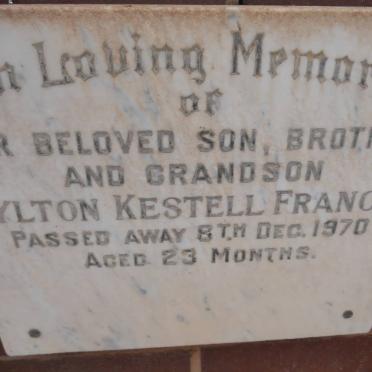 n Loving Memor
OF
R BELOVED SON, BROTH
AND GRANDSON
YLTON KESTELL FRANC
PASSED AWAY 8TH DEC. 1970
AGED 23 MONTHS.